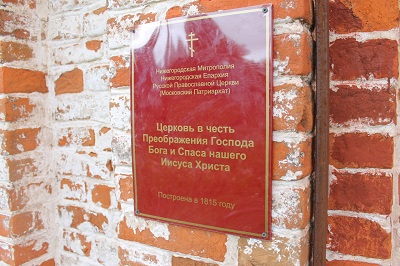 Нижегородская Митрополия
Нижегородская Епархия
Русской Православной Церкви
(Московский Патриархат)
Церковь в честь
Преображения Господа
Бога и Спаса нашего
Иисуса Христа
Построена в 1815 году